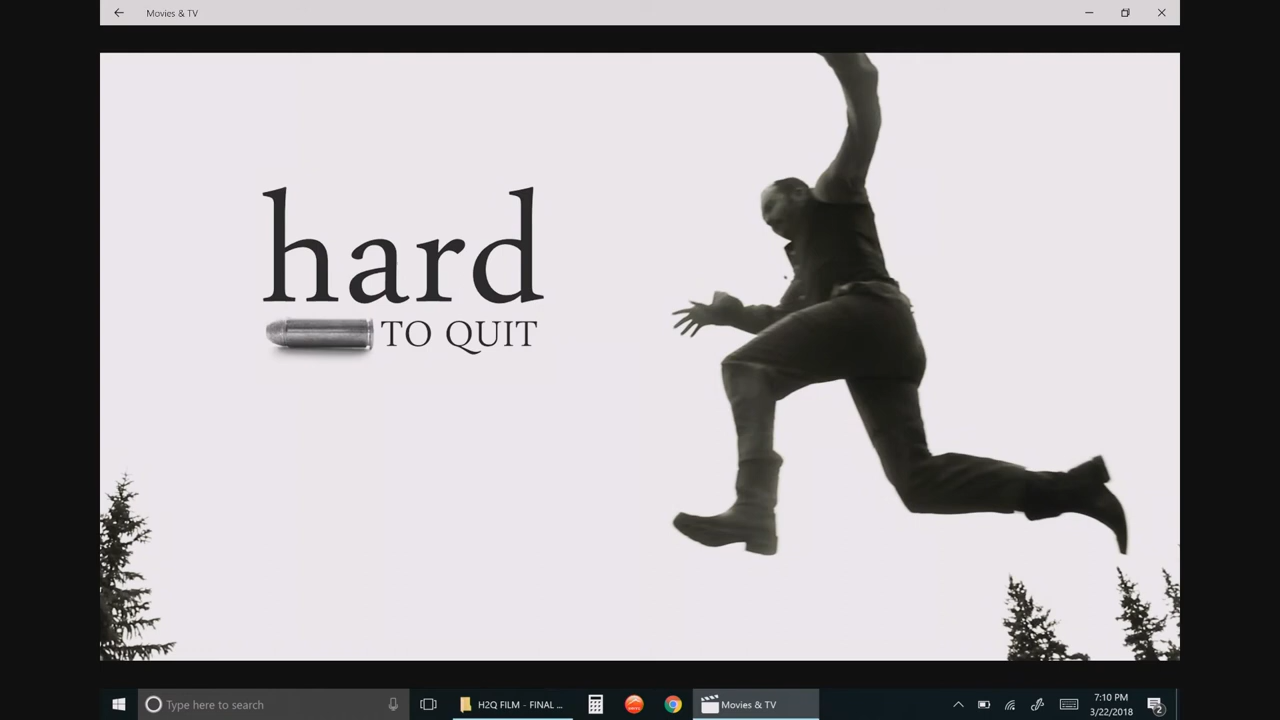 Movies & TV
hard
TO QUIT
Type here to search
H2Q FILM - FINAL ...
Movies & TV
7:10 PM
3/22/2018
2